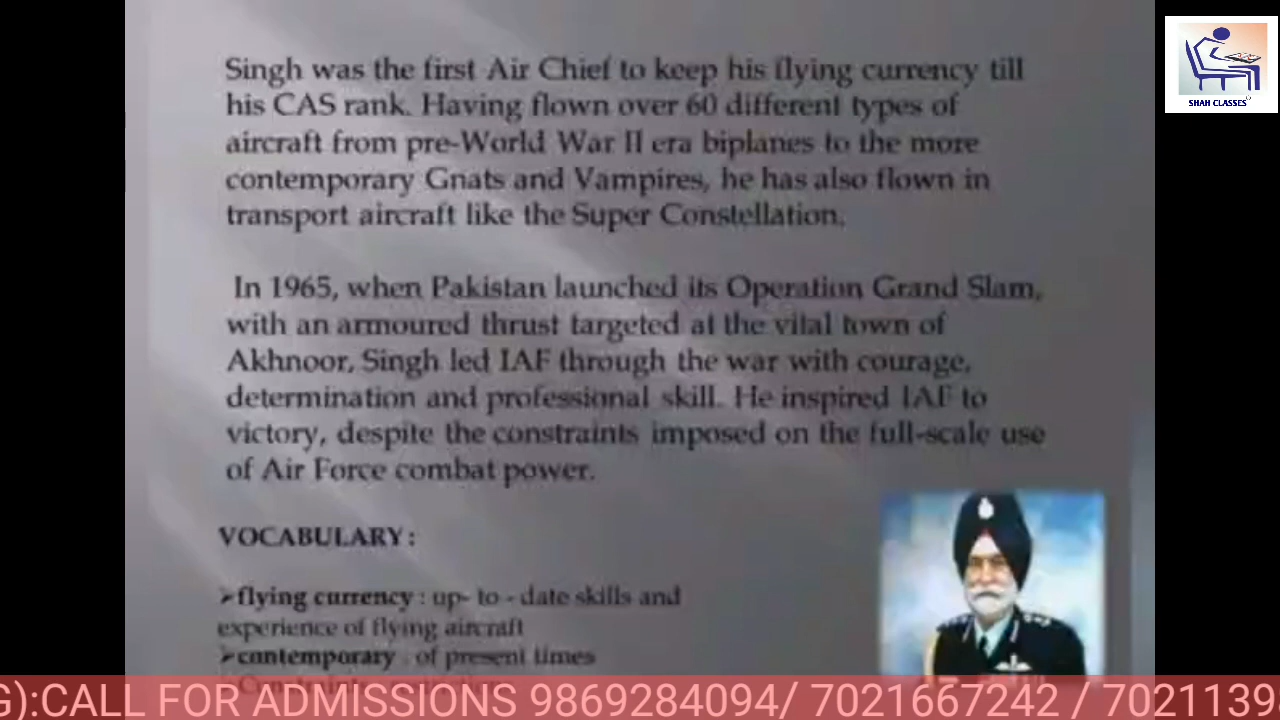 Singh was the first Air Chief to keep his flying currency till
his CAS rank. Having flown over 60 different types of
aircraft from pre-World War II era biplanes to the more
contemporary Gnats and Vampires, he has also flown in
transport aircraft like the Super Constellation.
In 1965, when Pakistan launched its Operation Grand Slam,
with an armoured thrust targeted at the vital town of
Akhnoor, Singh led IAF through the war with courage,
determination and professional skill. He inspired IAF to
victory, despite the constraints imposed on the full-scale use
of Air Force combat power.
VOCABULARY :
➢flying currency : up- to - date skills and
experience of flying aircraft
➢contemporary : of present times
G):CALL FOR ADMISSIONS 9869284094/ 7021667242 / 7021139
SHAH CLASSES